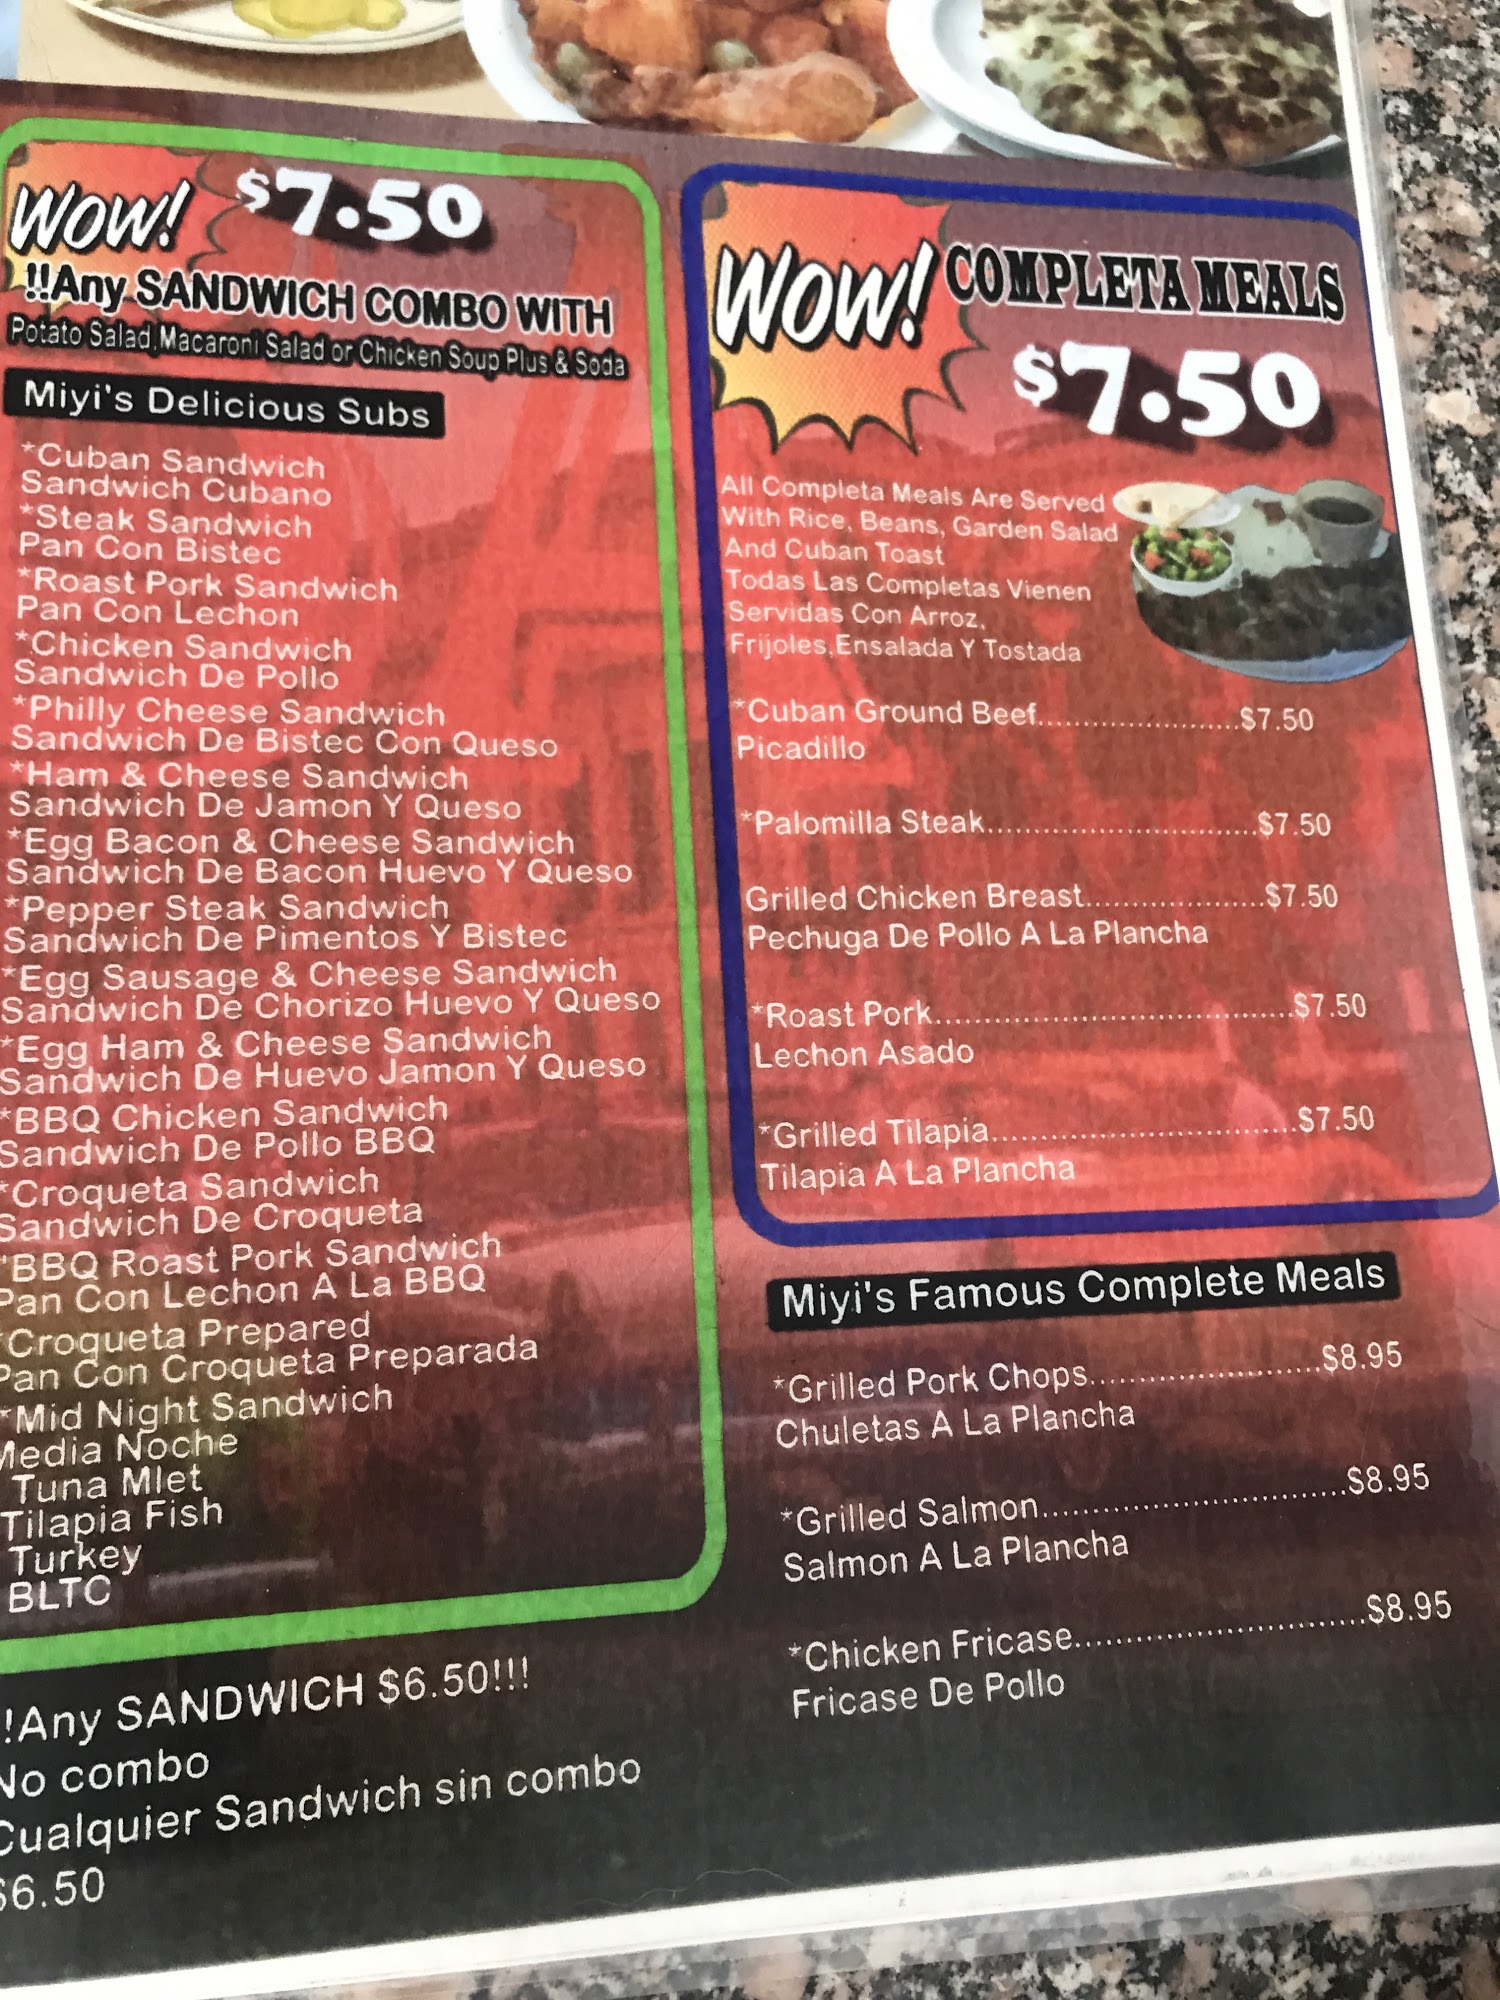 WOW! $7.50
!!Any SANDWICH COMBO WITH
Potato Salad,Macaroni Salad or Chicken Soup Plus & Soda
Miyi's Delicious Subs
*Cuban Sandwich
Sandwich Cubano
*Steak Sandwich
Pan Con Bistec
*Roast Pork Sandwich
Pan Con Lechon
*Chicken Sandwich
Sandwich De Pollo
*Philly Cheese Sandwich
Sandwich De Bistec Con Queso
*Ham & Cheese Sandwich
Sandwich De Jamon Y Queso
*Egg Bacon & Cheese Sandwich
Sandwich De Bacon Huevo Y Queso
*Pepper Steak Sandwich
Sandwich De Pimentos Y Bistec
*Egg Sausage & Cheese Sandwich
Sandwich De Chorizo Huevo Y Queso
*Egg Ham & Cheese Sandwich
Sandwich De Huevo Jamon Y Queso
*BBQ Chicken Sandwich
Sandwich De Pollo BBQ
*Croqueta Sandwich
Sandwich De Croqueta
*BBQ Roast Pork Sandwich
Pan Con Lechon A La BBQ
*Croqueta Prepared
Pan Con Croqueta Preparada
*Mid Night Sandwich
Media Noche
Tuna Mlet
Tilapia Fish
Turkey
BLTC
!Any SANDWICH $6.50!!!
No combo
Cualquier Sandwich sin combo
$6.50
WOW! COMPLETA MEALS
$7.50
All Completa Meals Are Served
With Rice, Beans, Garden Salad
And Cuban Toast
Todas Las Completas Vienen
Servidas Con Arroz,
Frijoles,Ensalada Y Tostada
*Cuban Ground Beef........................$7.50
Picadillo
*Palomilla Steak................................$7.50
Grilled Chicken Breast.....................$7.50
Pechuga De Pollo A La Plancha
*Roast Pork.........................................$7.50
Lechon Asado
*Grilled Tilapia...................................$7.50
Tilapia A La Plancha
Miyi's Famous Complete Meals
*Grilled Pork Chops..........................$8.95
Chuletas A La Plancha
*Grilled Salmon..................................$8.95
Salmon A La Plancha
*Chicken Fricase................................$8.95
Fricase De Pollo